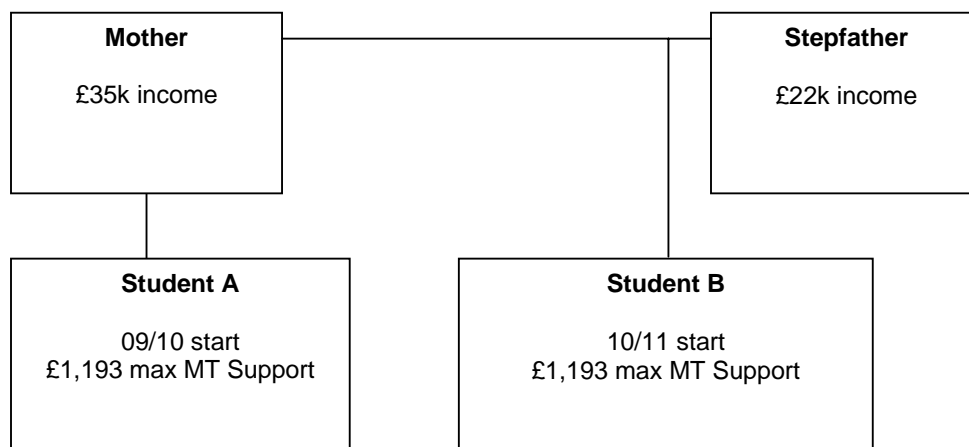 Mother
£35k income
Stepfather
£22k income
Student A
09/10 start
£1,193 max MT Support
Student B
10/11 start
£1,193 max MT Support